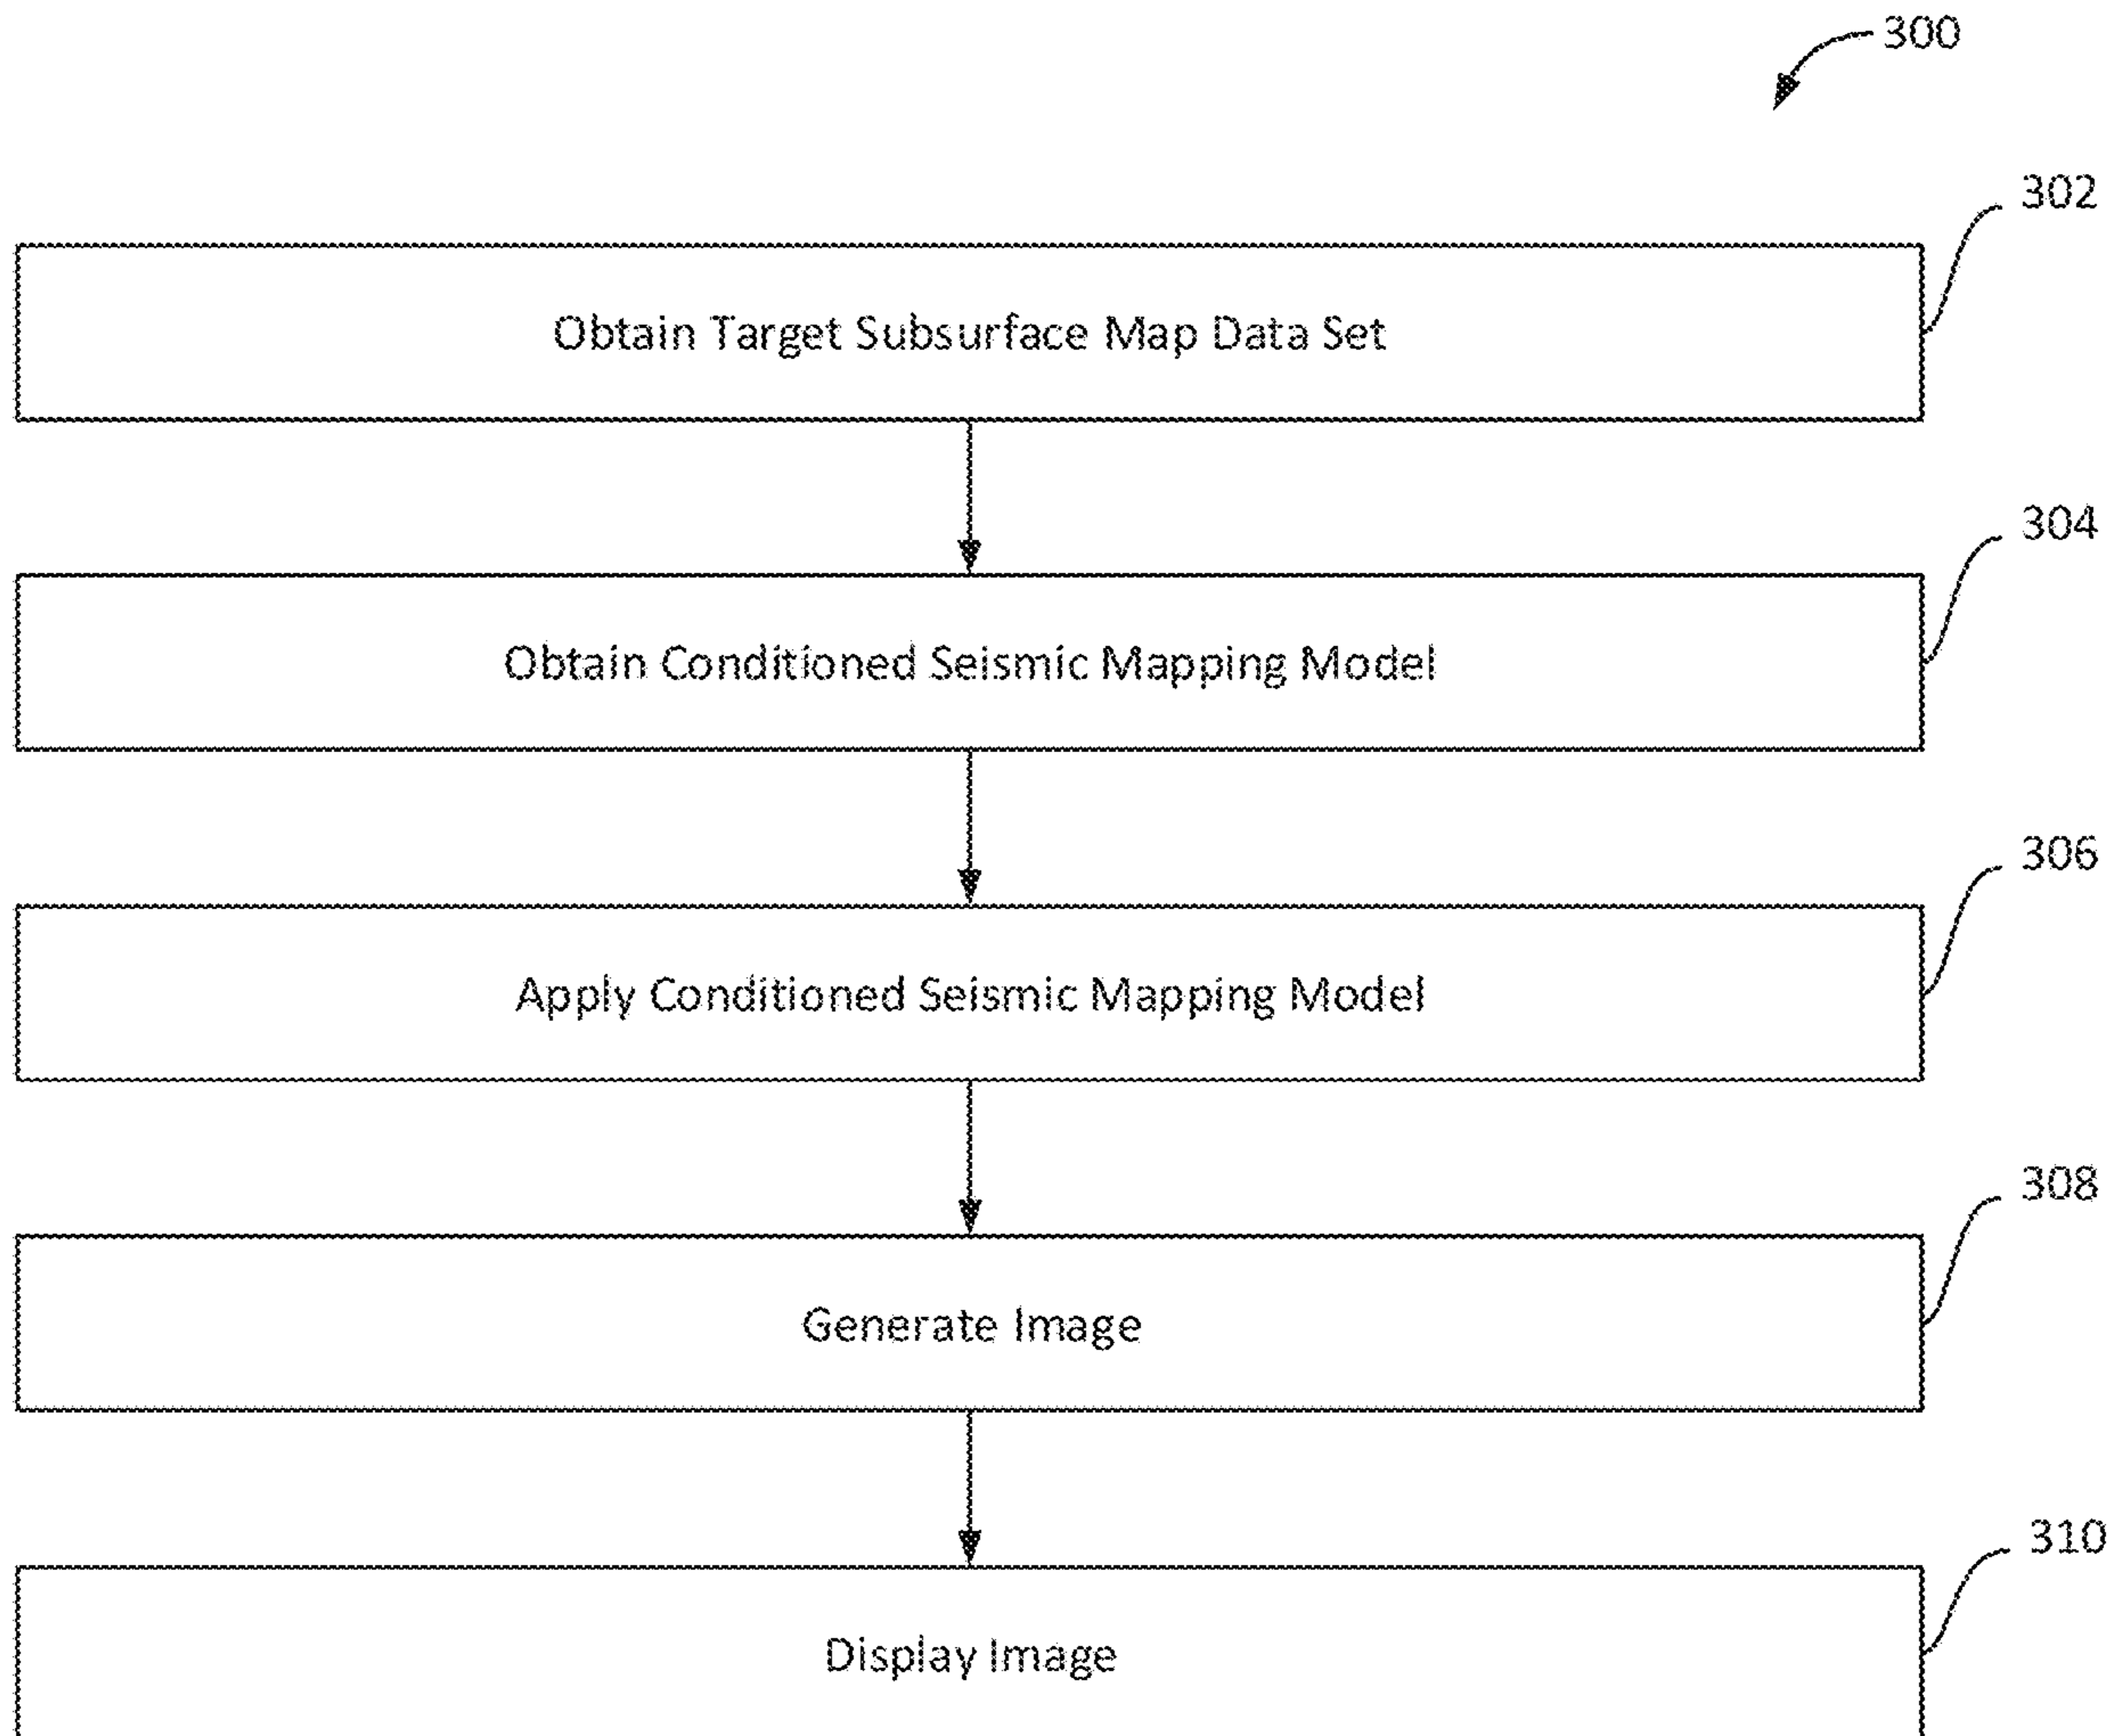 300
302
Obtain Target Subsurface Map Data Set
304
Obtain Conditioned Seismic Mapping Model
306
Apply Conditioned Seismic Mapping Model
308
Generate Image
310
Display Image